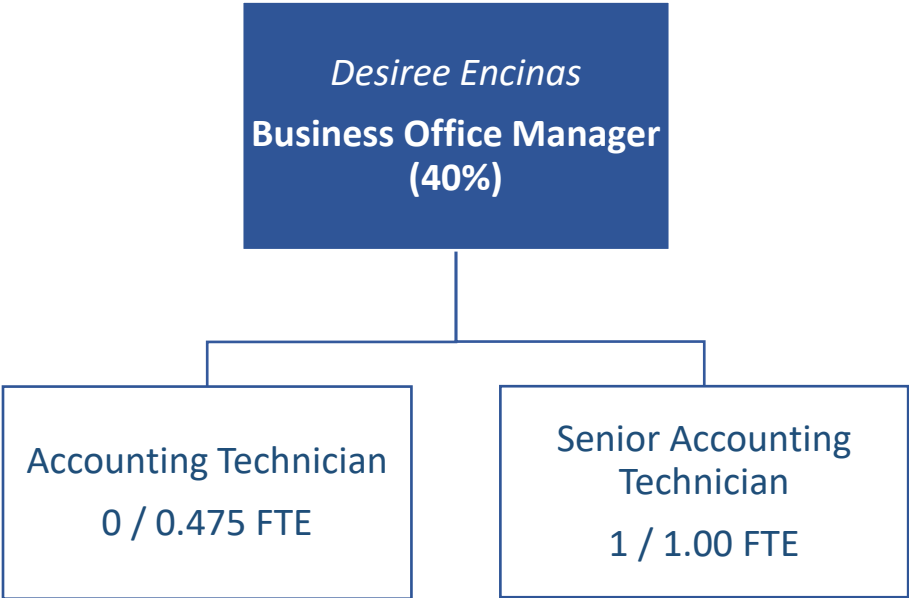 Desiree Encinas
Business Office Manager
(40%)
Accounting Technician
0 / 0.475 FTE
Senior Accounting
Technician
1 / 1.00 FTE